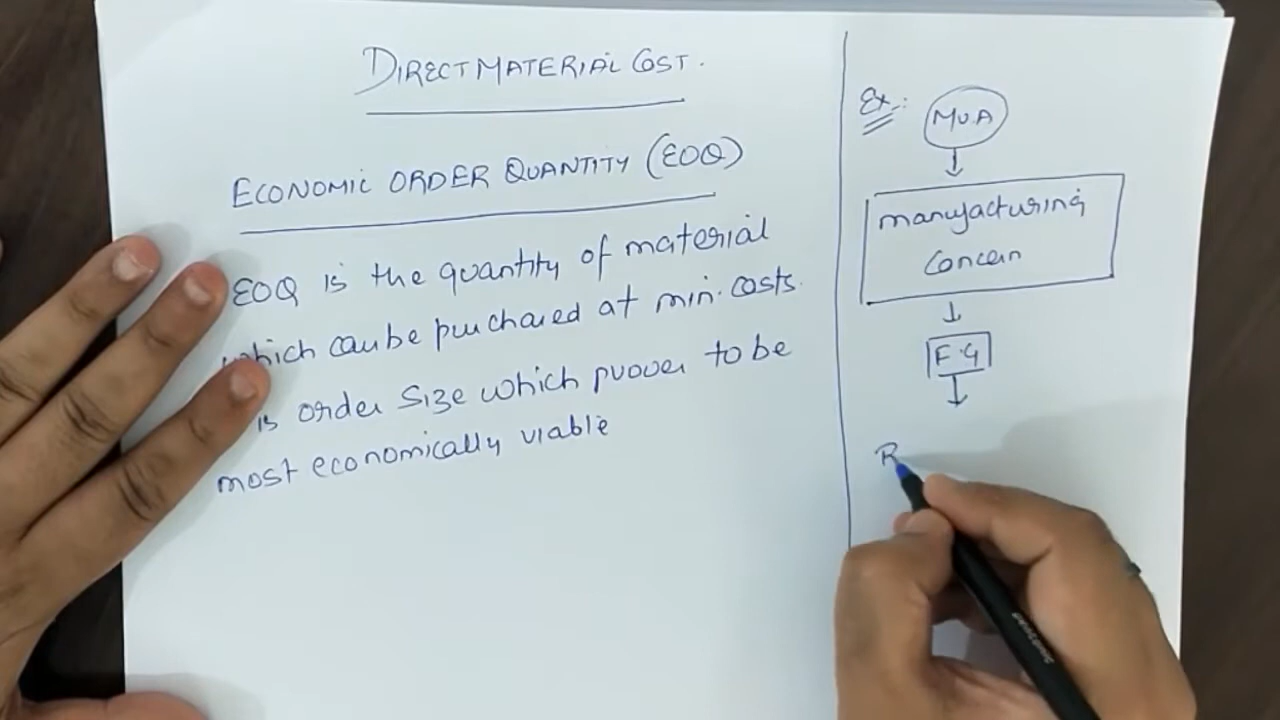 DIRECT MATERIAL COST.
ECONOMIC ORDER QUANTITY (EOQ)
EOQ is the quantity of material
which can be purchased at min. costs.
is order size which proves to be
most economically viable
Ex:
M.U.A
manufacturing
Concern
F.G
R